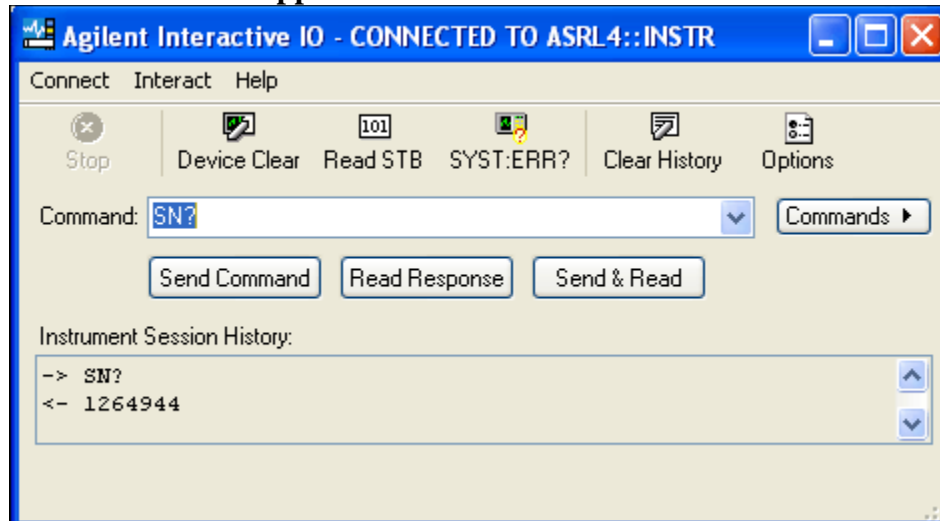 Agilent Interactive IO - CONNECTED TO ASRL4::INSTR
Connect Interact Help
Stop Device Clear Read STB SYST:ERR? Clear History Options
Command: SN? Commands
Send Command Read Response Send & Read
Instrument Session History:
-> SN?
<- 1264944